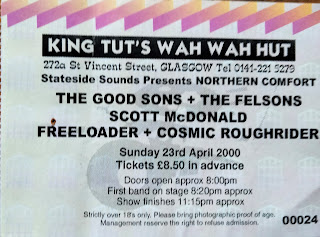 KING TUT'S WAH WAH HUT
272a St Vincent Street, GLASGOW Tel 0141-221 5279
Stateside Sounds Presents NORTHERN COMFORT
THE GOOD SONS + THE FELSONS
SCOTT McDONALD
FREELOADER + COSMIC ROUGHRIDER
Sunday 23rd April 2000
Tickets £8.50 in advance
Doors open approx 8:00pm
First band on stage 8:20pm approx
Show finishes 11:15pm approx
Strictly over 18's only. Please bring photographic proof of age.
Management reserve the right to refuse admission.
00024